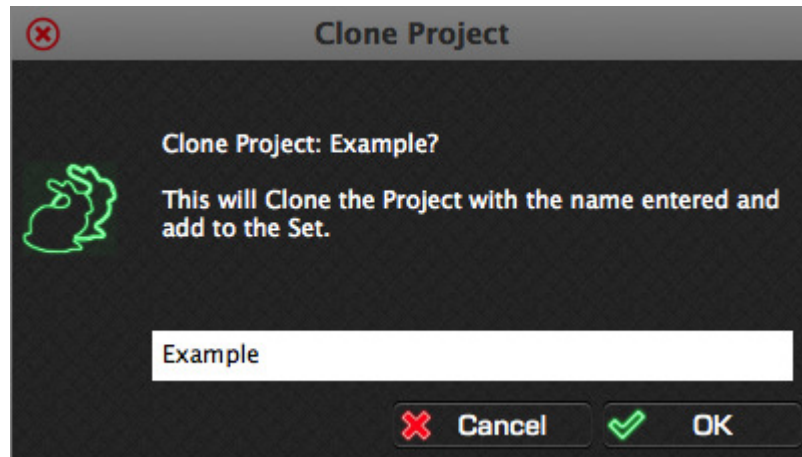 Clone Project
Clone Project: Example?
This will Clone the Project with the name entered and
add to the Set.
Example
Cancel
OK